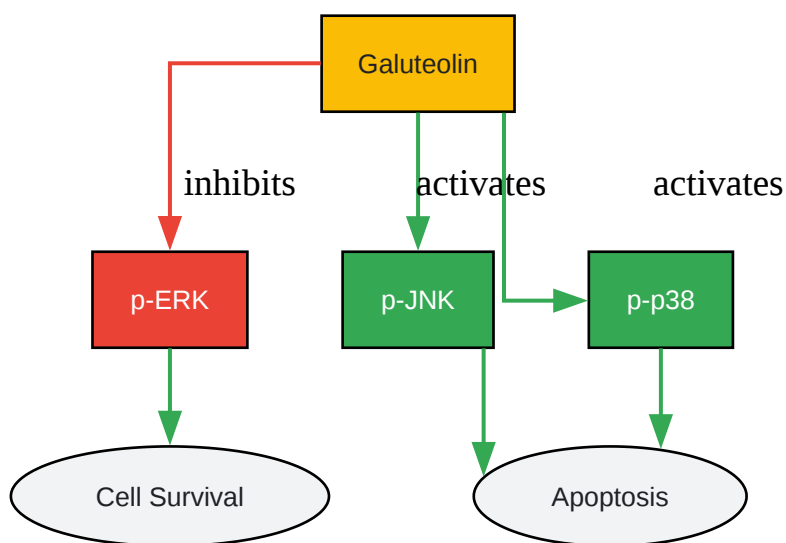 Galuteolin
inhibits
activates
activates
p-ERK
p-JNK
p-p38
Cell Survival
Apoptosis